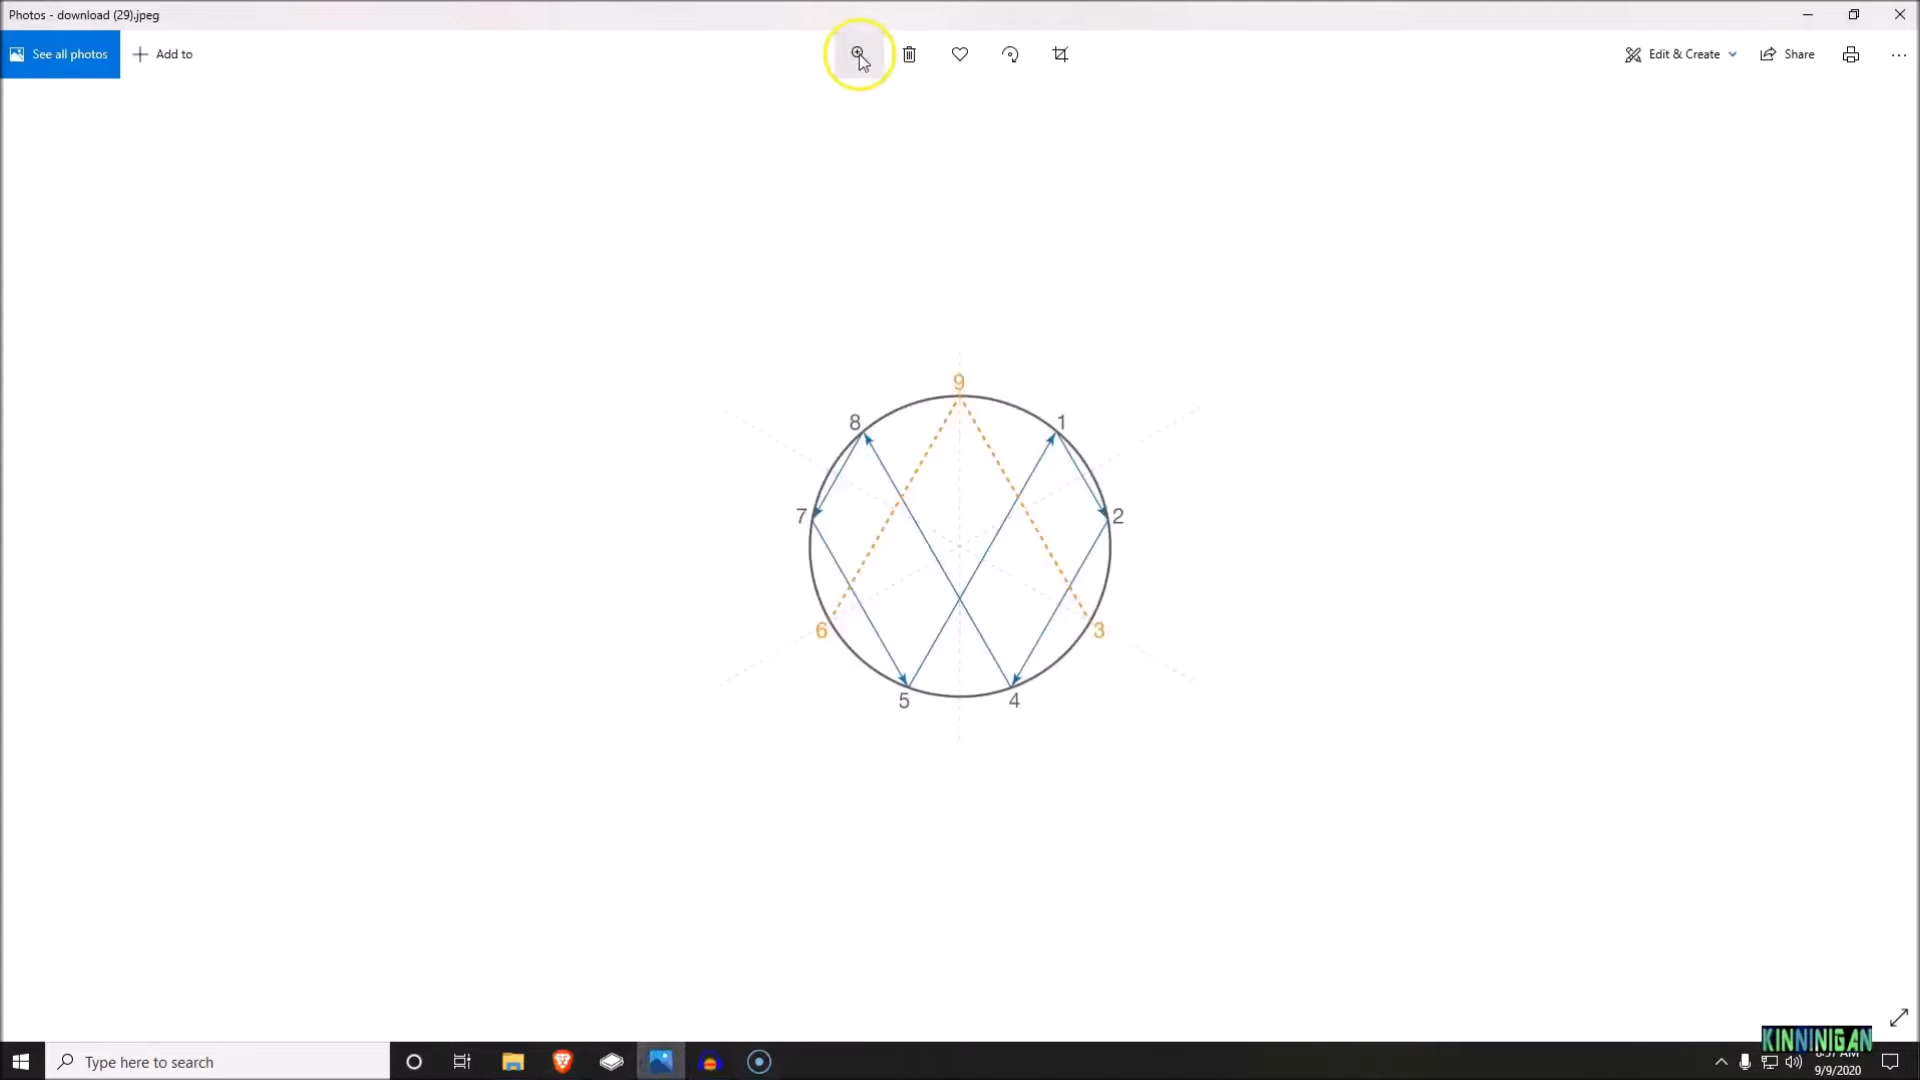 Photos - download (29).jpeg
See all photos
Add to
Edit & Create
Share
9
8
1
7
2
6
3
5
4
KINNINIGAN
Type here to search
9/9/2020